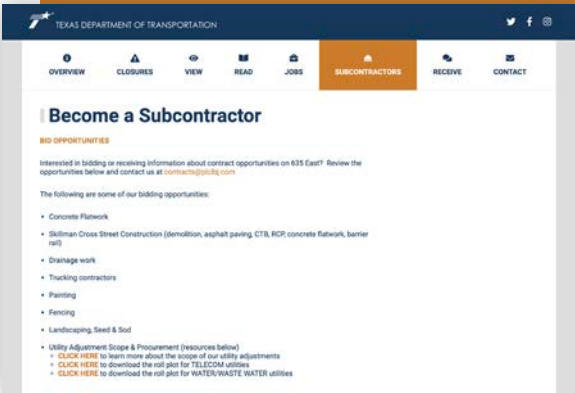 TEXAS DEPARTMENT OF TRANSPORTATION
OVERVIEW CLOSURES VIEW READ JOBS SUBCONTRACTORS RECEIVE CONTACT
Become a Subcontractor
BID OPPORTUNITIES
Interested in bidding or receiving information about contract opportunities on 635 East? Review the
opportunities below and contact us at
The following are some of our bidding opportunities:
• Concrete Flatwork
• Skillman Cross Street Construction (demolition, asphalt paving, CTB, RCP, concrete flatwork, barrier
rail)
• Drainage work
• Trucking contractors
• Painting
• Fencing
• Landscaping, Seed & Sod
• Utility Adjustment Scope & Procurement (resources below)
CLICK HERE to learn more about the scope of our utility adjustments
CLICK HERE to download the roll plot for TELECOM utilities
CLICK HERE to download the roll plot for WATER/WASTE WATER utilities